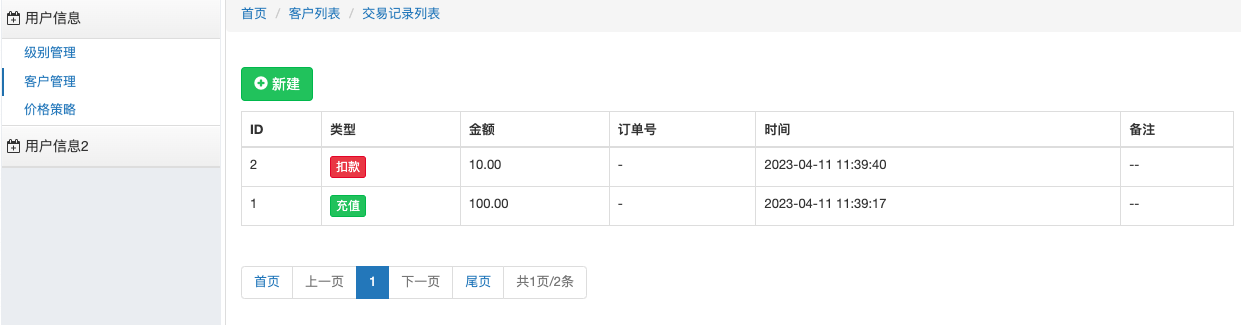 用户信息
级别管理
客户管理
价格策略
用户信息2
首页 / 客户列表 / 交易记录列表
新建
ID 类型 金额 订单号 时间 备注
2 扣款 10.00 - 2023-04-11 11:39:40 --
1 充值 100.00 - 2023-04-11 11:39:17 --
首页 上一页 1 下一页 尾页 共1页/2条